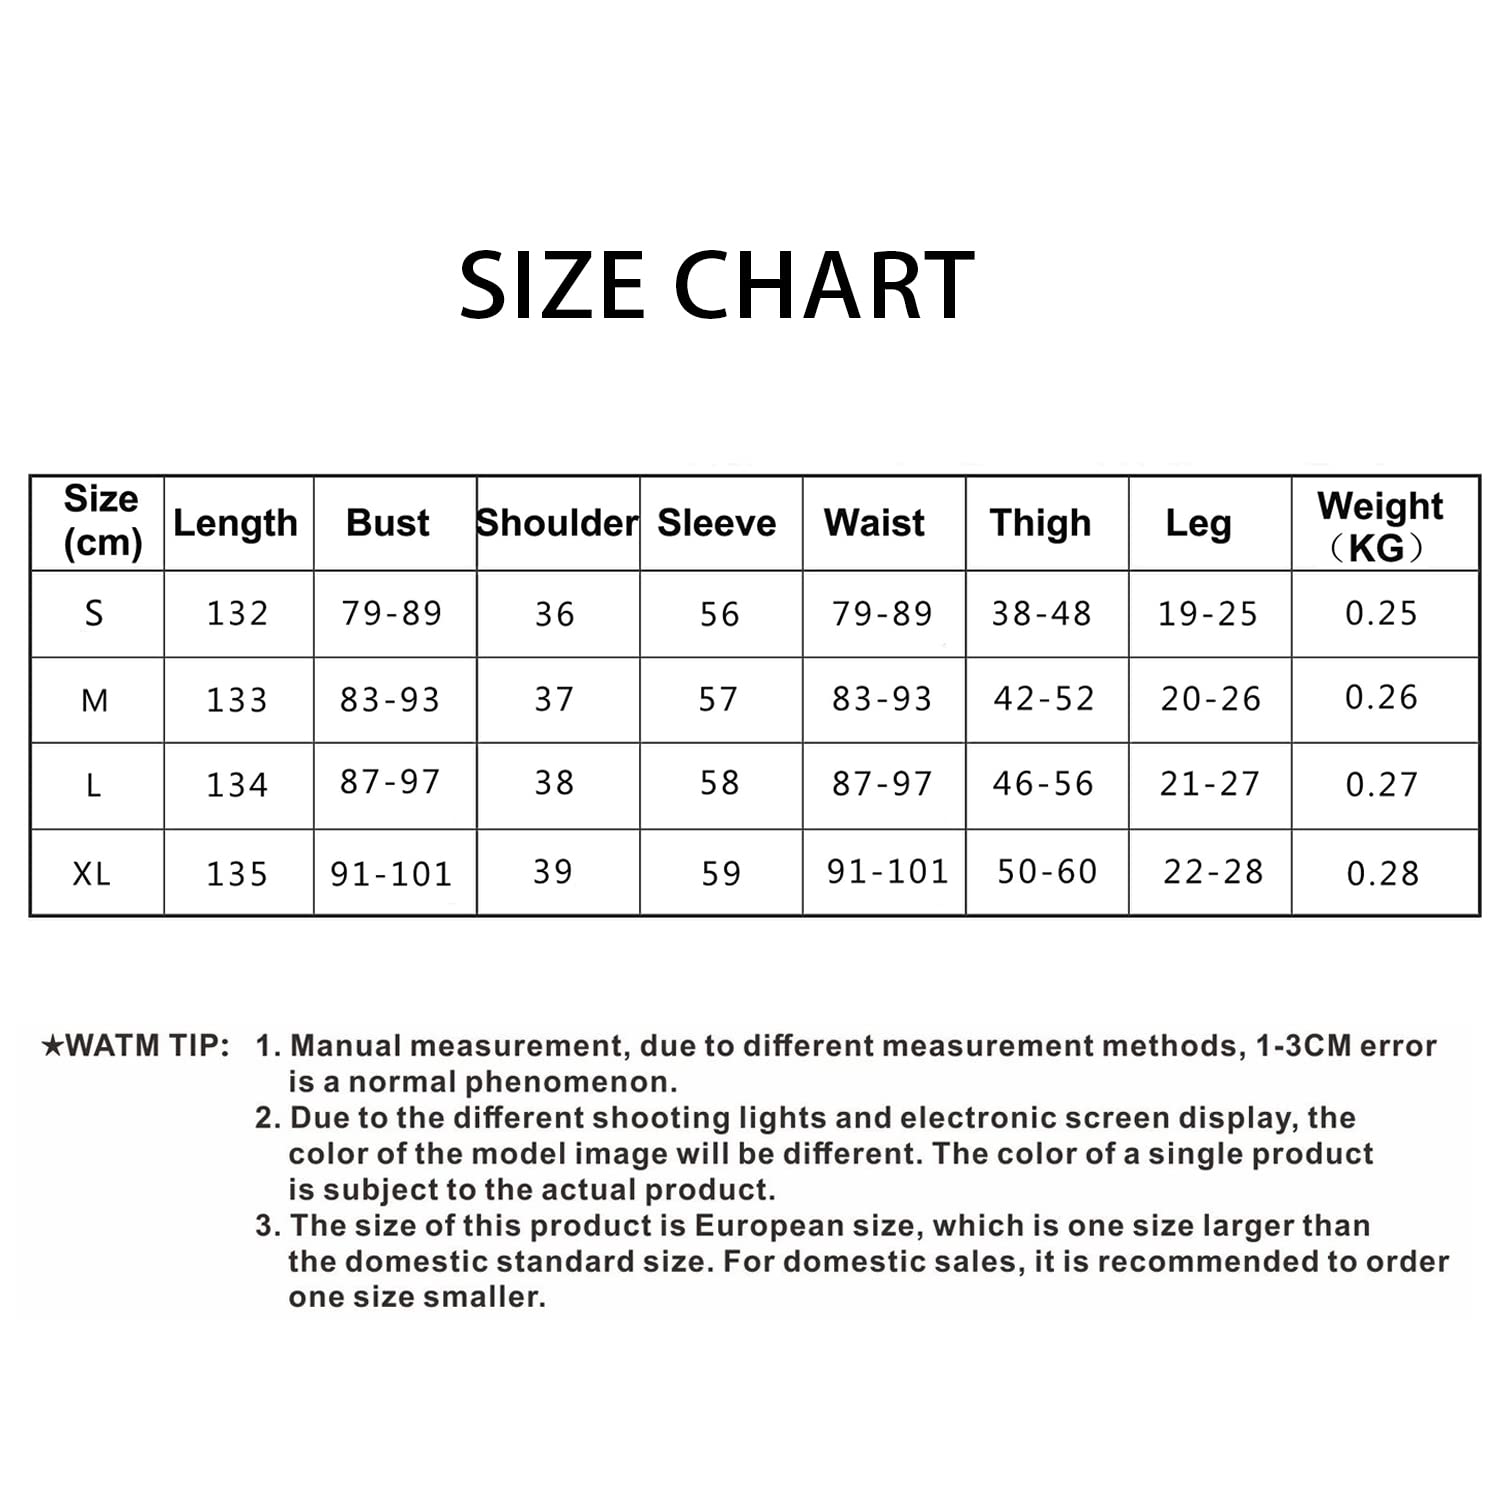 SIZE CHART
Size (cm) Length Bust Shoulder Sleeve Waist Thigh Leg Weight （KG）
S 132 79-89 36 56 79-89 38-48 19-25 0.25
M 133 83-93 37 57 83-93 42-52 20-26 0.26
L 134 87-97 38 58 87-97 46-56 21-27 0.27
XL 135 91-101 39 59 91-101 50-60 22-28 0.28
★WATM TIP: 1. Manual measurement, due to different measurement methods, 1-3CM error
is a normal phenomenon.
2. Due to the different shooting lights and electronic screen display, the
color of the model image will be different. The color of a single product
is subject to the actual product.
3. The size of this product is European size, which is one size larger than
the domestic standard size. For domestic sales, it is recommended to order
one size smaller.